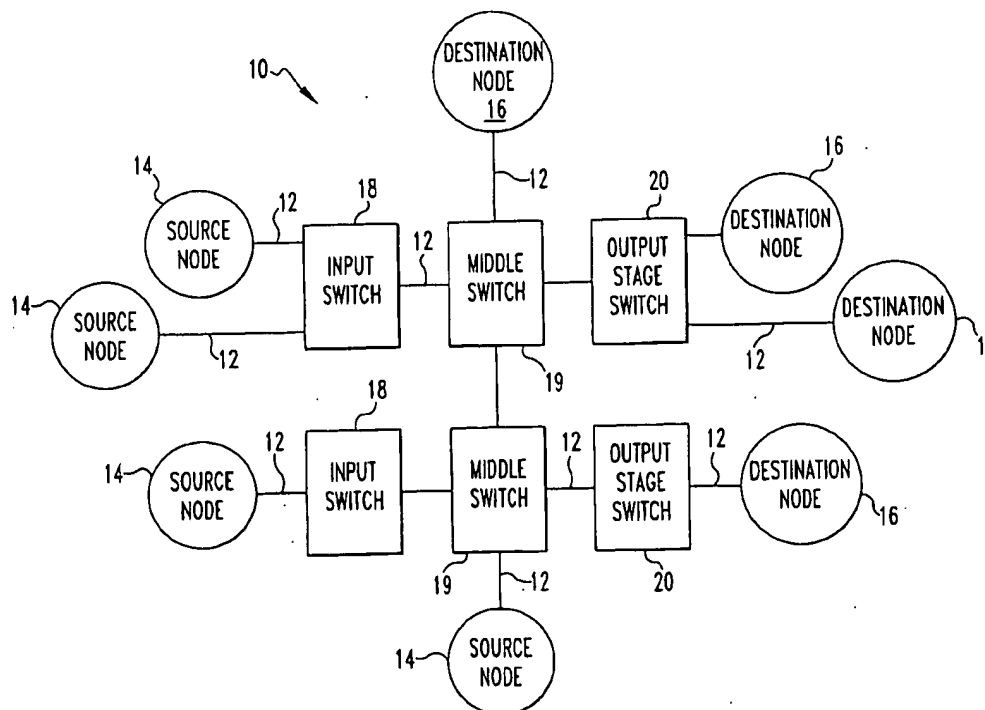 DESTINATION
NODE
16
10
12
14
12
18
20
16
SOURCE
NODE
INPUT
SWITCH
12
MIDDLE
SWITCH
OUTPUT
STAGE
SWITCH
DESTINATION
NODE
14
SOURCE
NODE
12
19
12
DESTINATION
NODE
1
18
14
12
SOURCE
NODE
INPUT
SWITCH
MIDDLE
SWITCH
12
OUTPUT
STAGE
SWITCH
12
DESTINATION
NODE
16
19
12
20
14
SOURCE
NODE